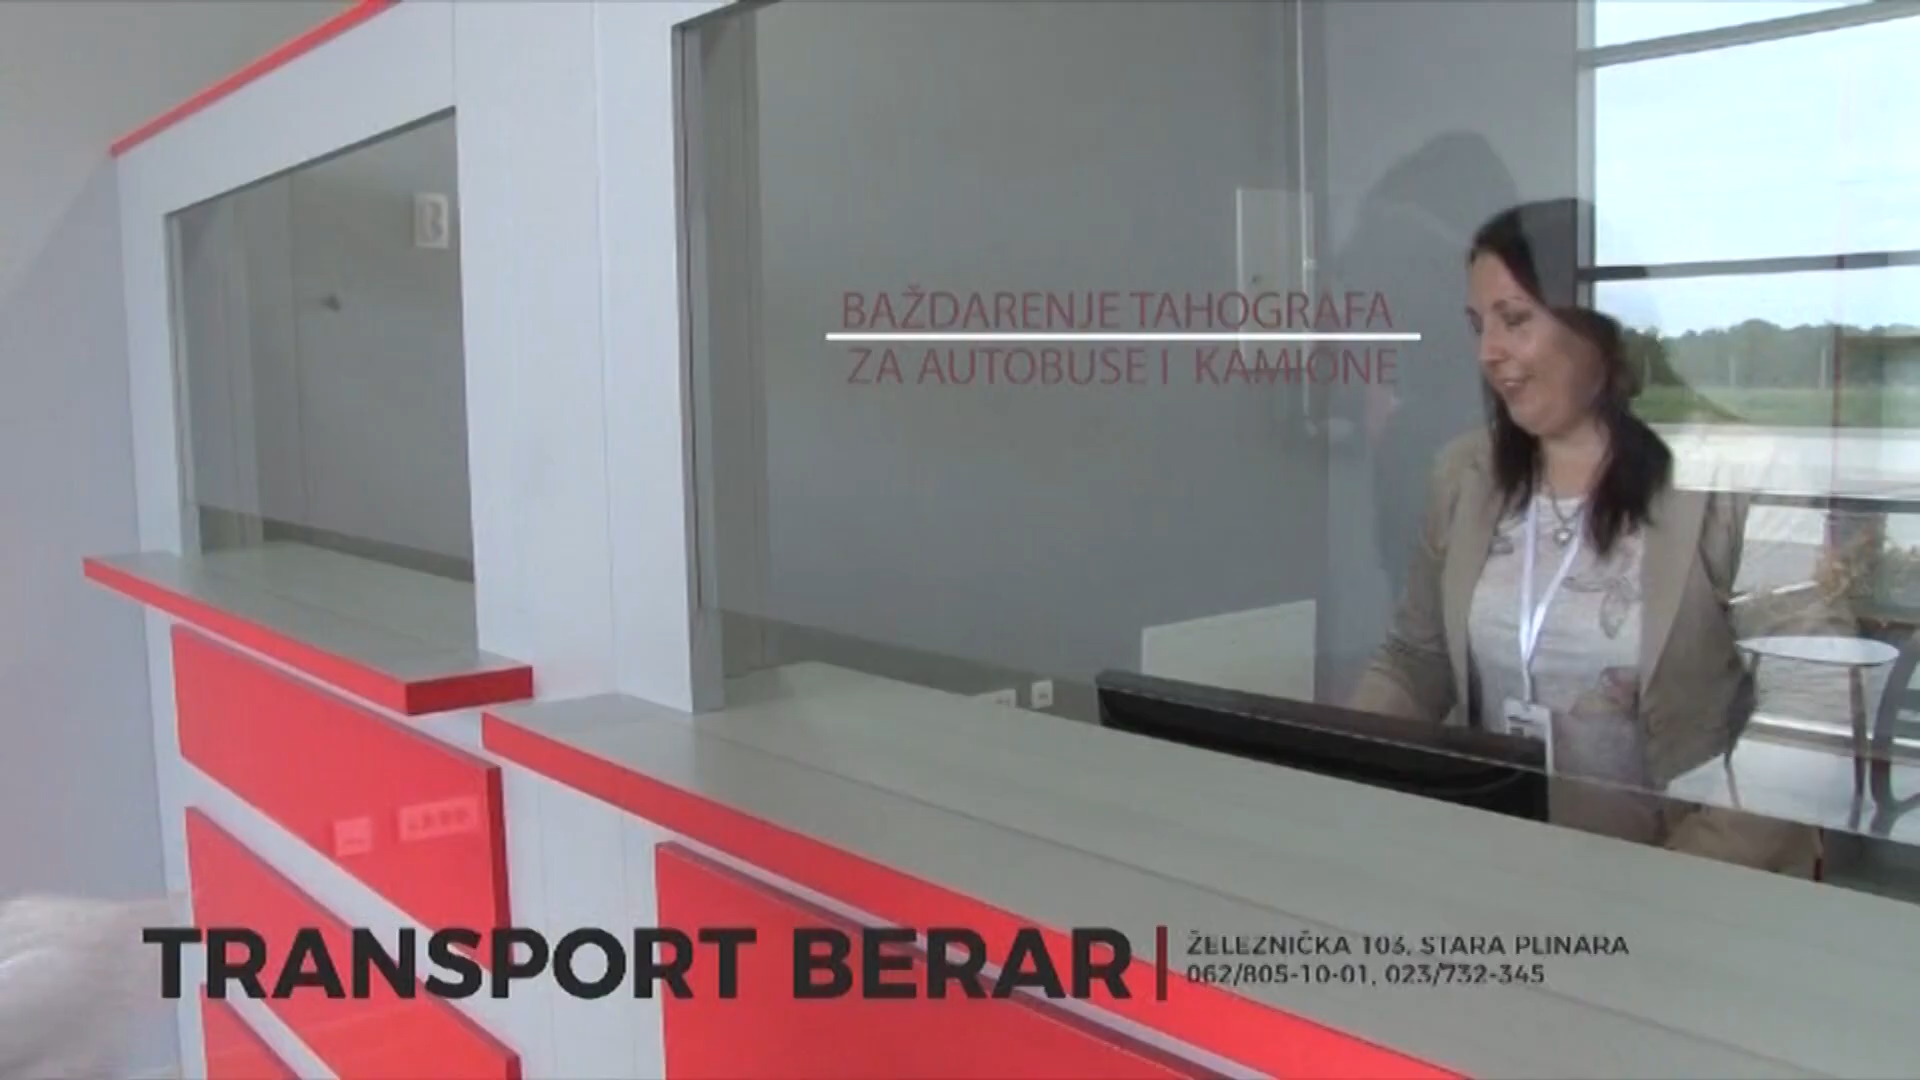 BAŽDARENJE TAHOGRAFA
ZA AUTOBUSE I KAMIONE
TRANSPORT BERAR
ŽELEZNIČKA 103, STARA PLINARA
062/805-10-01, 023/732-345